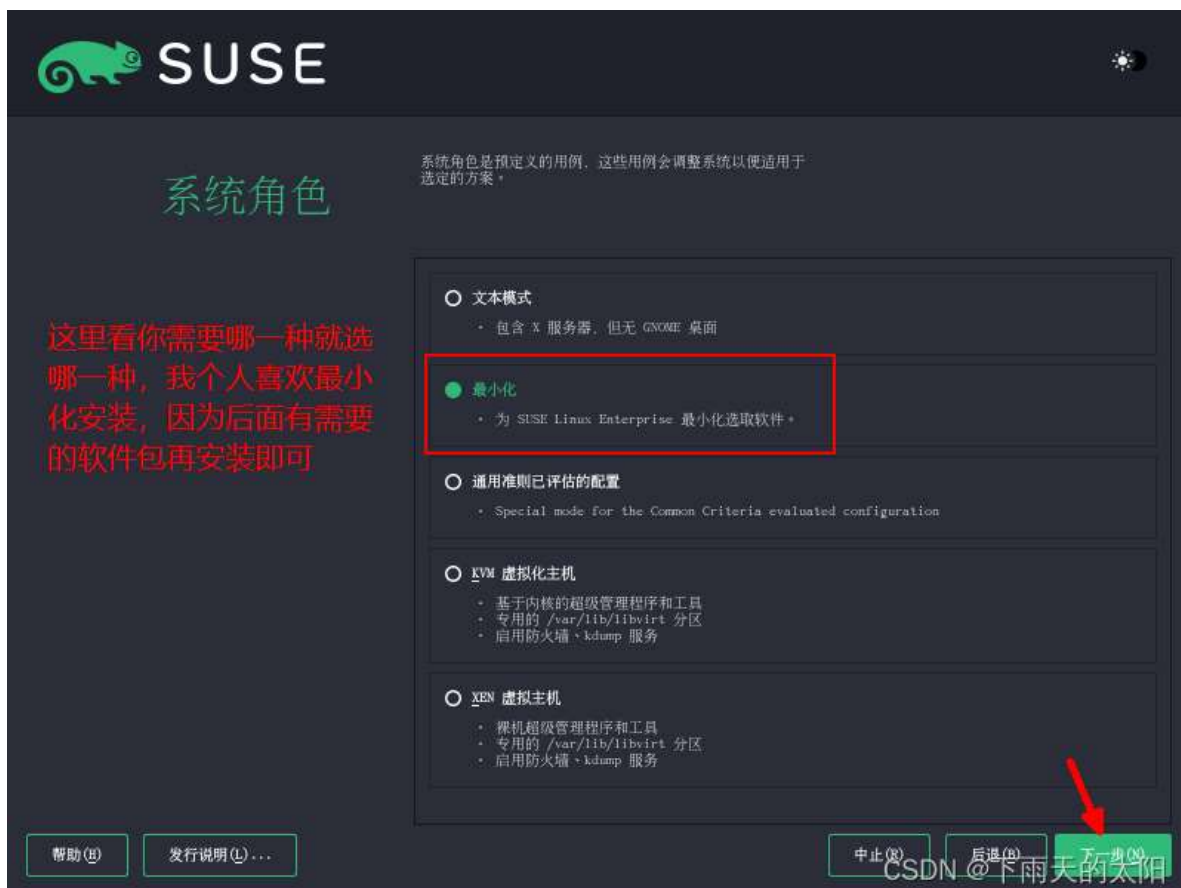 SUSE
系统角色
系统角色是预定义的用例，这些用例会调整系统以便适用于
选定的方案。
这里看你需要哪一种就选
哪一种，我个人喜欢最小
化安装，因为后面有需要
的软件包再安装即可
文本模式
· 包含 X 服务器，但无 GNOME 桌面
最小化
· 为 SUSE Linux Enterprise 最小化选取软件。
通用准则已评估的配置
· Special mode for the Common Criteria evaluated configuration
KVM 虚拟化主机
· 基于内核的超级管理程序和工具
· 专用的 /var/lib/libvirt 分区
· 启用防火墙、kdump 服务
XEN 虚拟主机
· 裸机超级管理程序和工具
· 专用的 /var/lib/libvirt 分区
· 启用防火墙、kdump 服务
帮助(H)
发行说明(L)...
中止(R)
后退(B)
下一步(N)
CSDN @下雨天的太阳